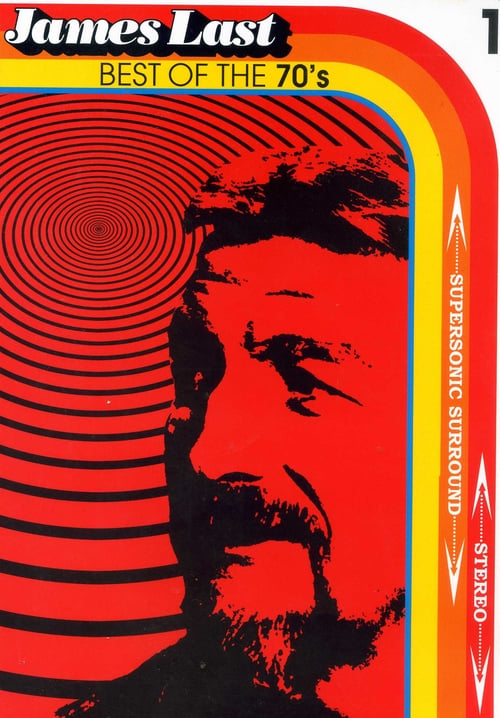 James Last
1
BEST OF THE 70's
SUPERSONIC SURROUND
STEREO